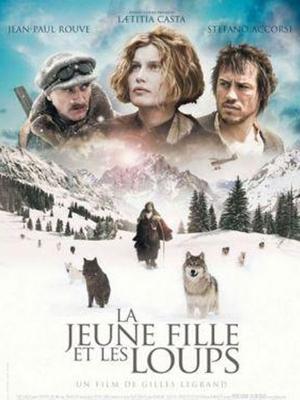 JEAN-PAUL ROUVE
LÆTITIA CASTA
STEFANO ACCORSI
LA
JEUNE FILLE
ET LES
LOUPS
UN FILM DE GILLES LEGRAND